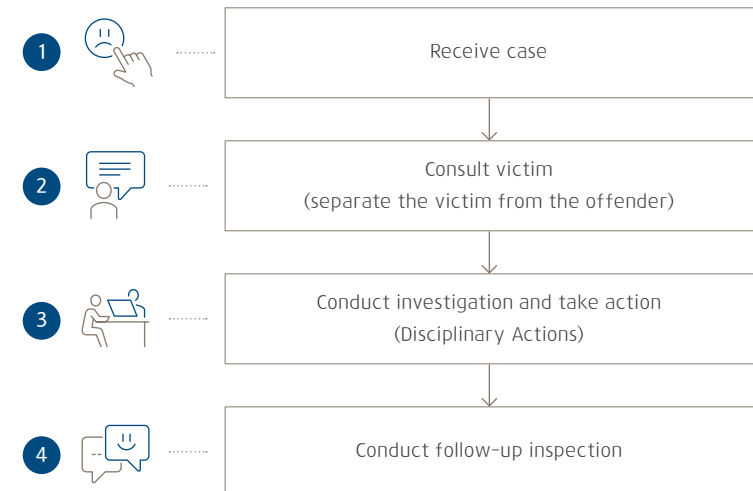 1
Receive case
2
Consult victim
(separate the victim from the offender)
3
Conduct investigation and take action
(Disciplinary Actions)
4
Conduct follow-up inspection